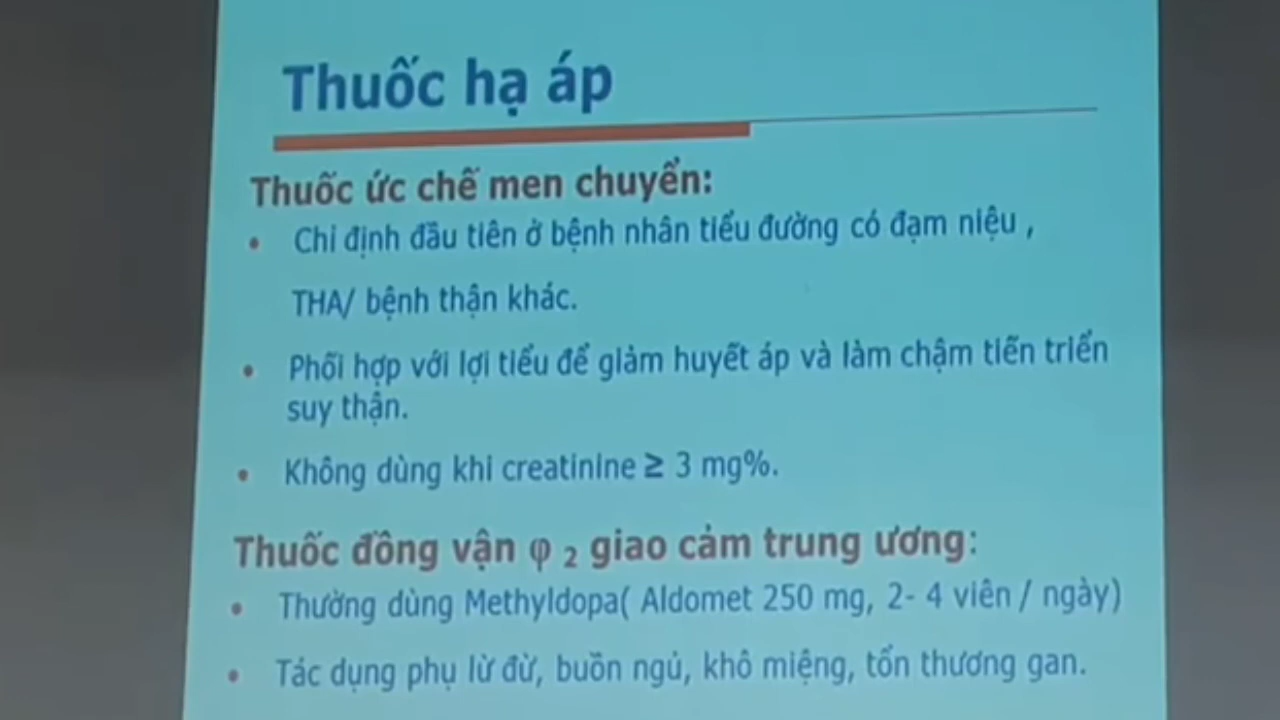 Thuốc hạ áp
Thuốc ức chế men chuyển:
• Chỉ định đầu tiên ở bệnh nhân tiểu đường có đạm niệu ,
THA/ bệnh thận khác.
• Phối hợp với lợi tiểu để giảm huyết áp và làm chậm tiến triển
suy thận.
• Không dùng khi creatinine ≥ 3 mg%.
Thuốc đồng vận φ 2 giao cảm trung ương:
• Thường dùng Methyldopa( Aldomet 250 mg, 2- 4 viên / ngày)
• Tác dụng phụ lừ đừ, buồn ngủ, khô miệng, tổn thương gan.